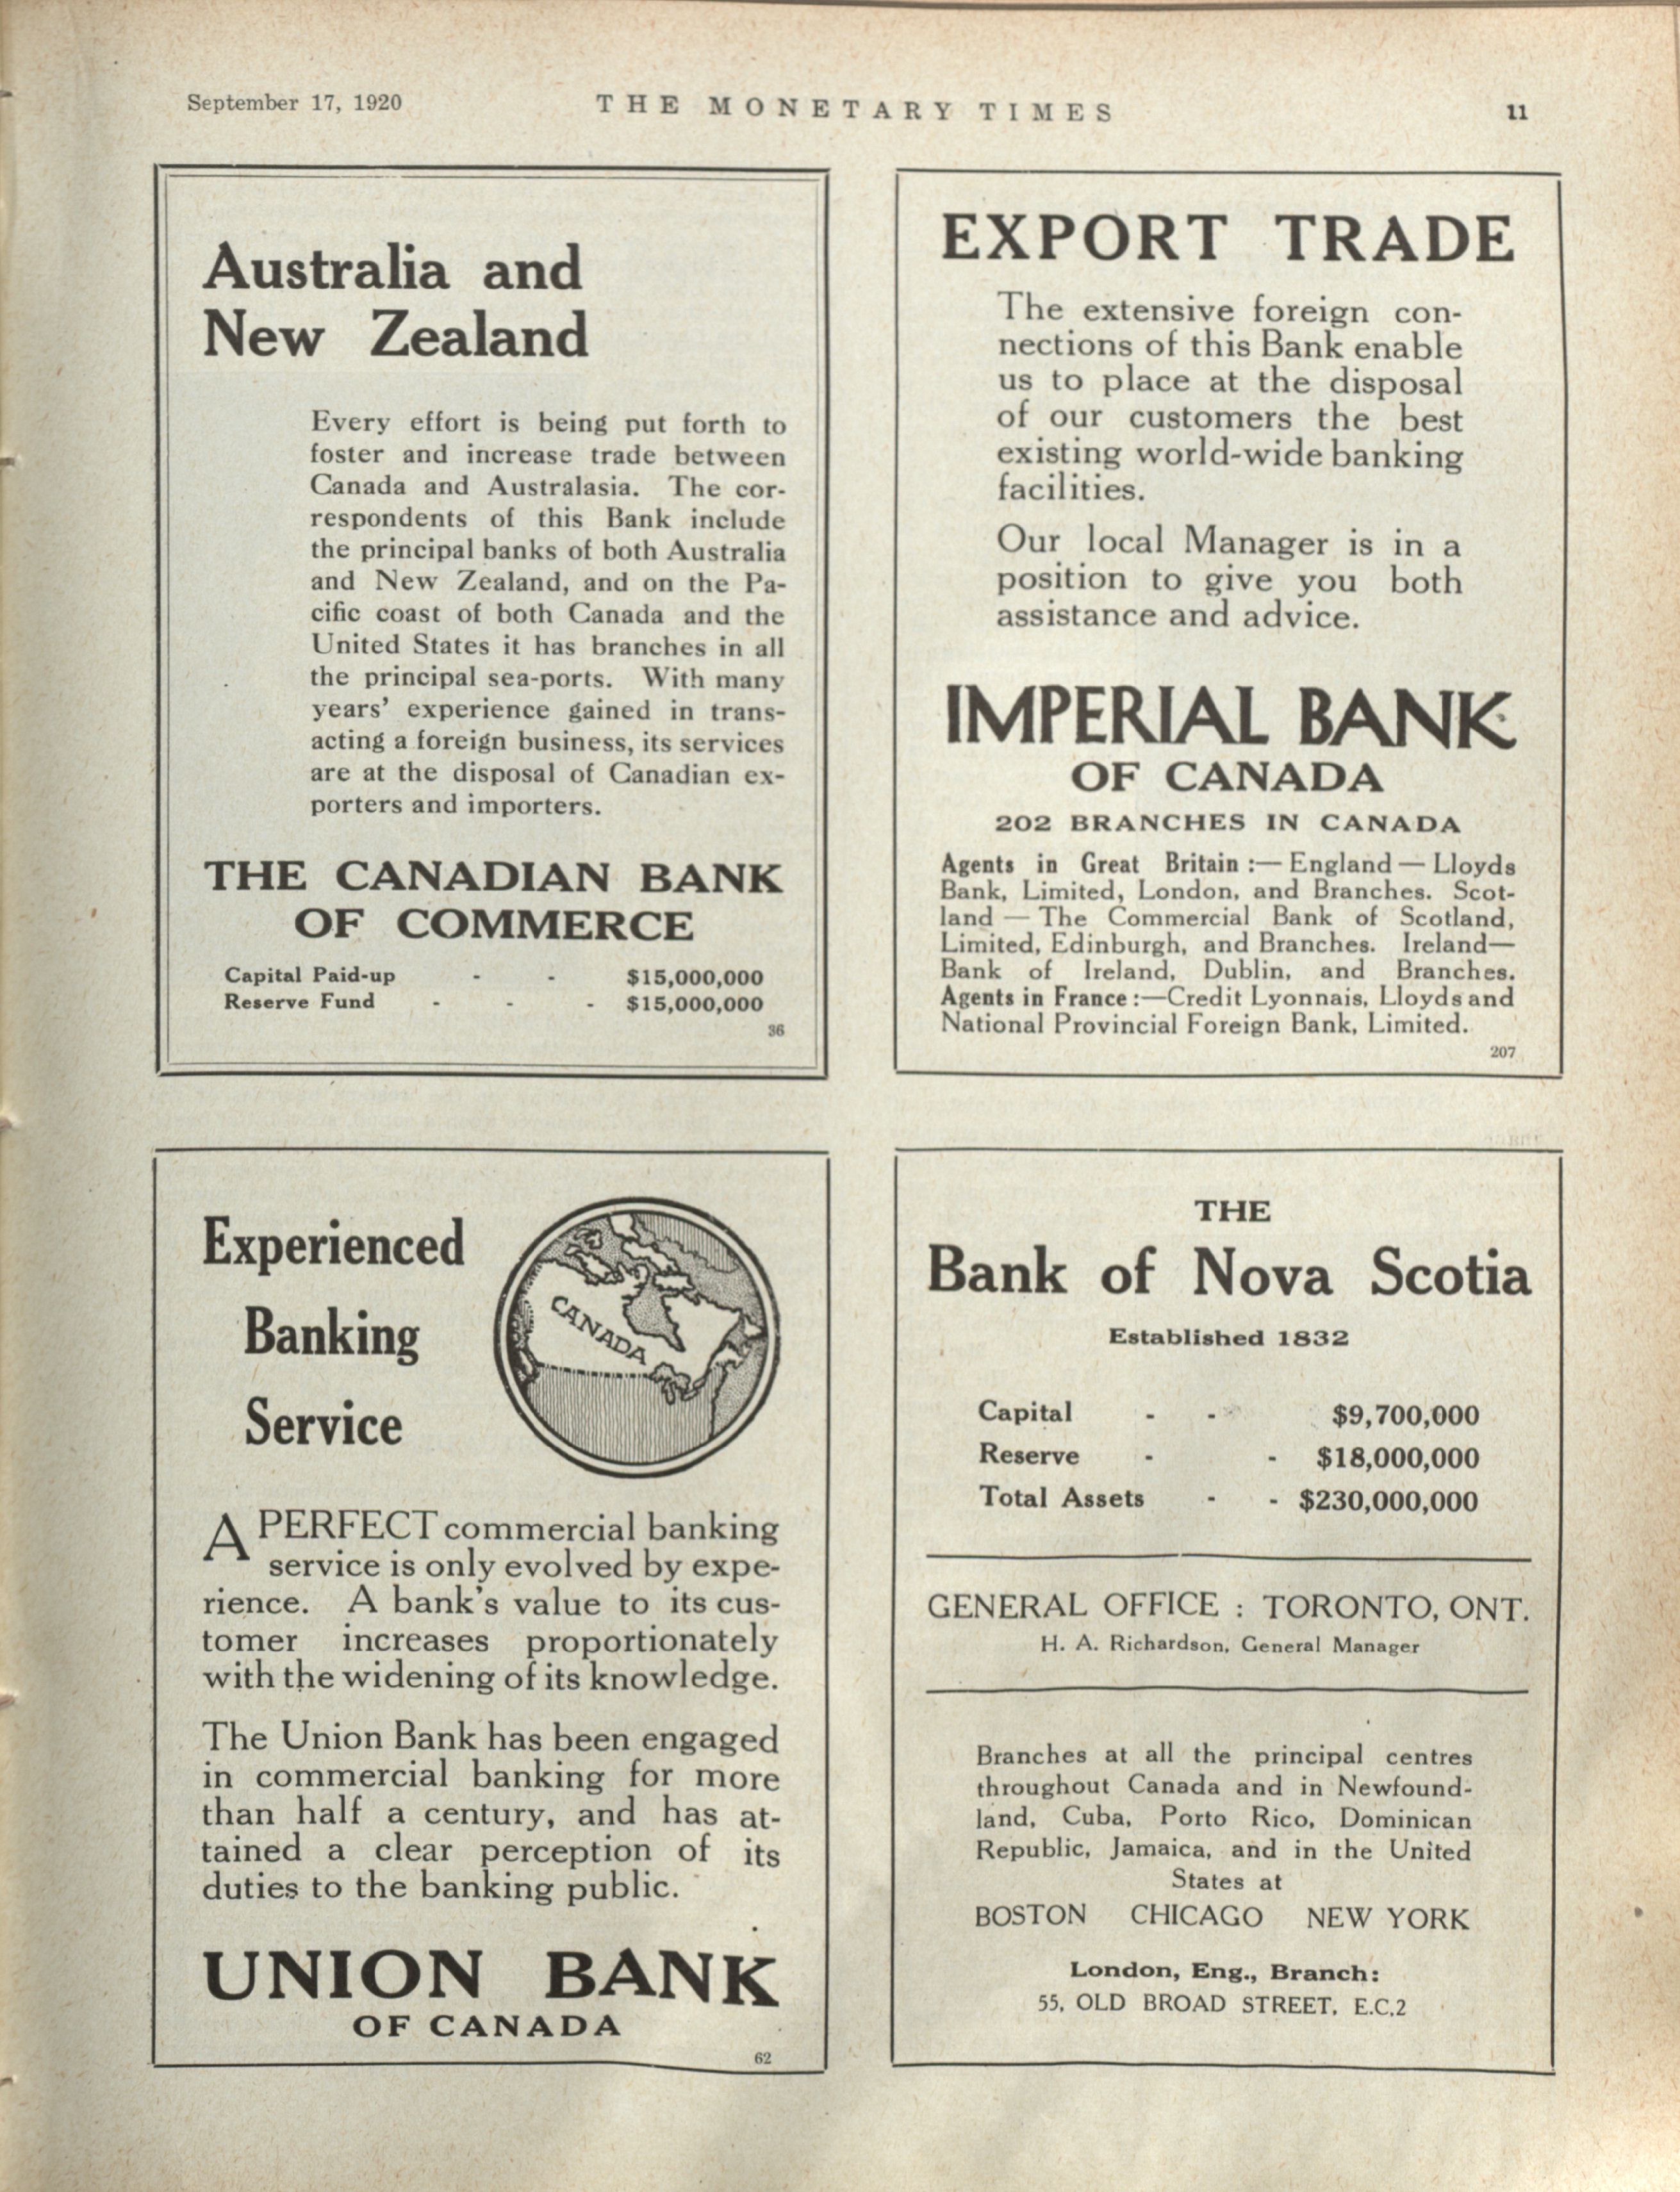 September 17, 1920
THE MONETARY TIMES
11
Australia and
New Zealand
Every effort is being put forth to
foster and increase trade between
Canada and Australasia. The cor-
respondents of this Bank include
the principal banks of both Australia
and New Zealand, and on the Pa-
cific coast of both Canada and the
United States it has branches in all
the principal sea-ports. With many
years' experience gained in trans-
acting a foreign business, its services
are at the disposal of Canadian ex-
porters and importers.
THE CANADIAN BANK
OF COMMERCE
Capital Paid-up - - $15,000,000
Reserve Fund - - - $15,000,000
36
EXPORT TRADE
The extensive foreign con-
nections of this Bank enable
us to place at the disposal
of our customers the best
existing world-wide banking
facilities.
Our local Manager is in a
position to give you both
assistance and advice.
IMPERIAL BANK
OF CANADA
202 BRANCHES IN CANADA
Agents in Great Britain :— England — Lloyds
Bank, Limited, London, and Branches. Scot-
land — The Commercial Bank of Scotland,
Limited, Edinburgh, and Branches. Ireland—
Bank of Ireland, Dublin, and Branches.
Agents in France :—Credit Lyonnais, Lloyds and
National Provincial Foreign Bank, Limited.
207
Experienced
Banking
Service
CANADA
A PERFECT commercial banking
service is only evolved by expe-
rience. A bank's value to its cus-
tomer increases proportionately
with the widening of its knowledge.
The Union Bank has been engaged
in commercial banking for more
than half a century, and has at-
tained a clear perception of its
duties to the banking public.
UNION BANK
OF CANADA
62
THE
Bank of Nova Scotia
Established 1832
Capital - - $9,700,000
Reserve - - $18,000,000
Total Assets - - $230,000,000
GENERAL OFFICE : TORONTO, ONT.
H. A. Richardson, General Manager
Branches at all the principal centres
throughout Canada and in Newfound-
land, Cuba, Porto Rico, Dominican
Republic, Jamaica, and in the United
States at
BOSTON CHICAGO NEW YORK
London, Eng., Branch:
55, OLD BROAD STREET, E.C.2